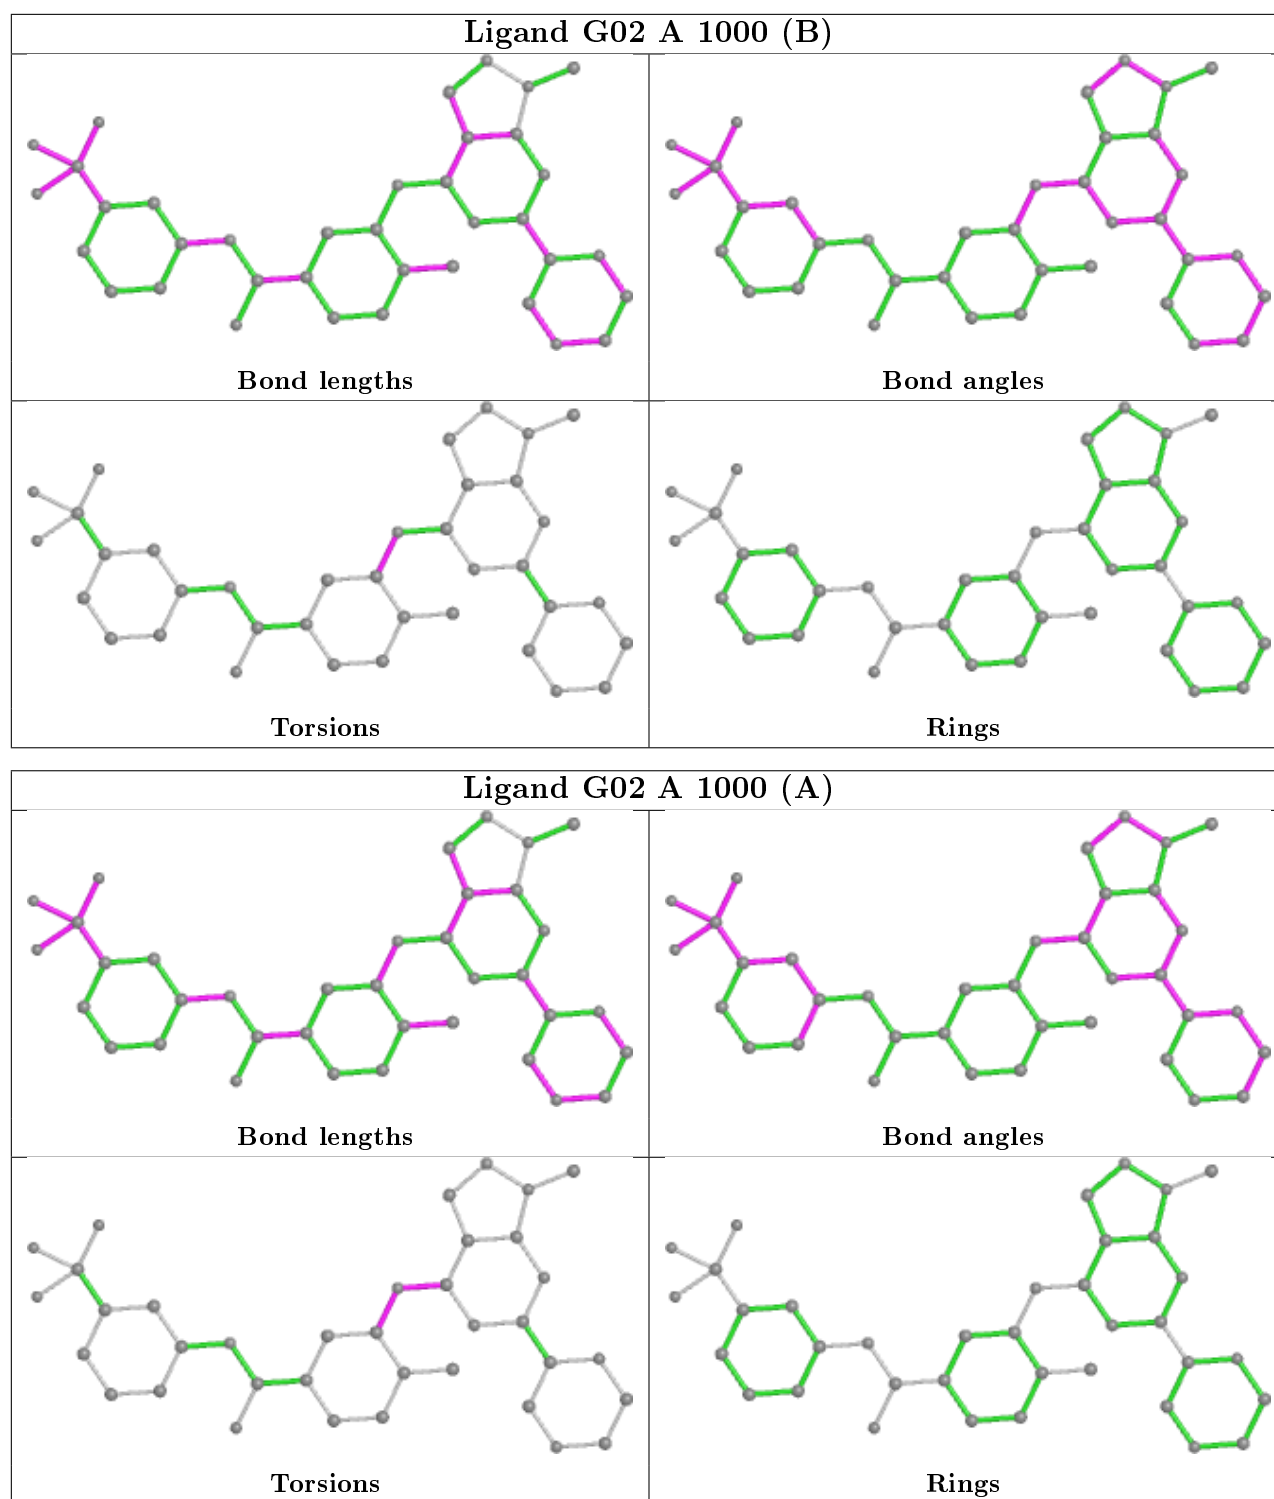 Ligand G02 A 1000 (B)
Bond lengths
Bond angles
Torsions
Rings
Ligand G02 A 1000 (A)
Bond lengths
Bond angles
Torsions
Rings